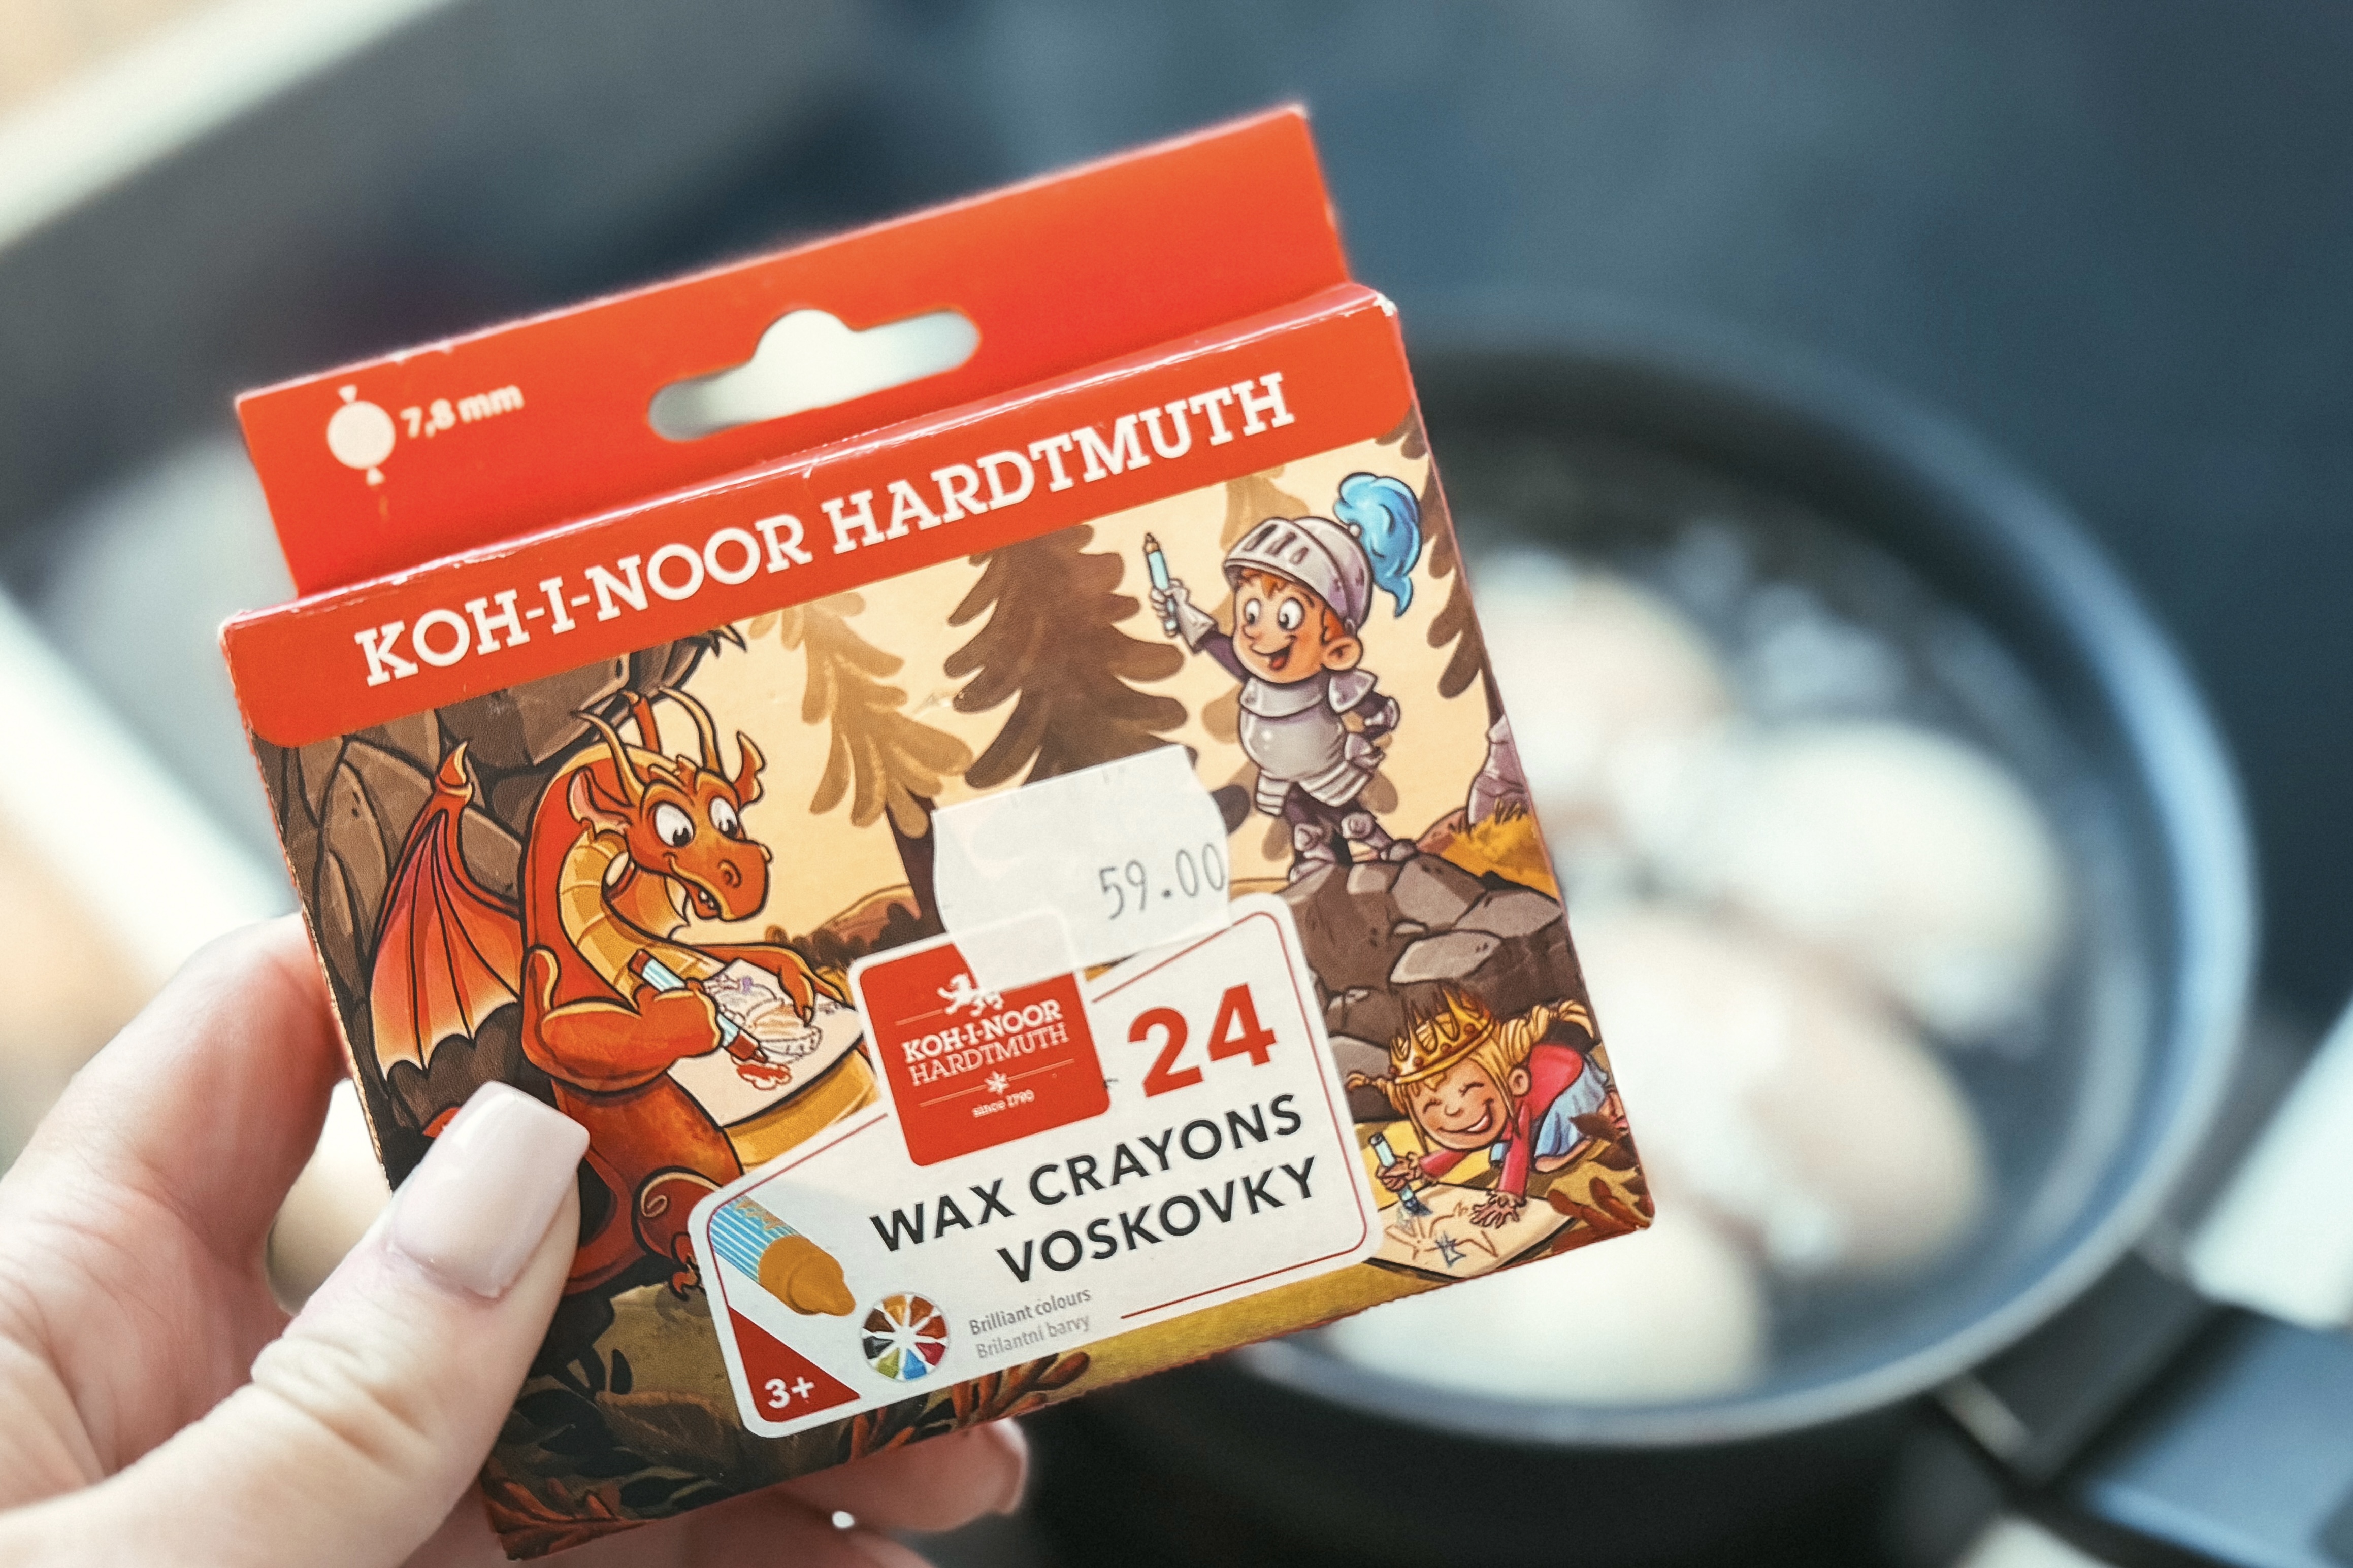 7,8 mm
KOH-I-NOOR HARDTMUTH
59.00
KOH-I-NOOR
HARDTMUTH
since 1790
24
WAX CRAYONS
VOSKOVKY
Brilliant colours
Brilantní barvy
3+